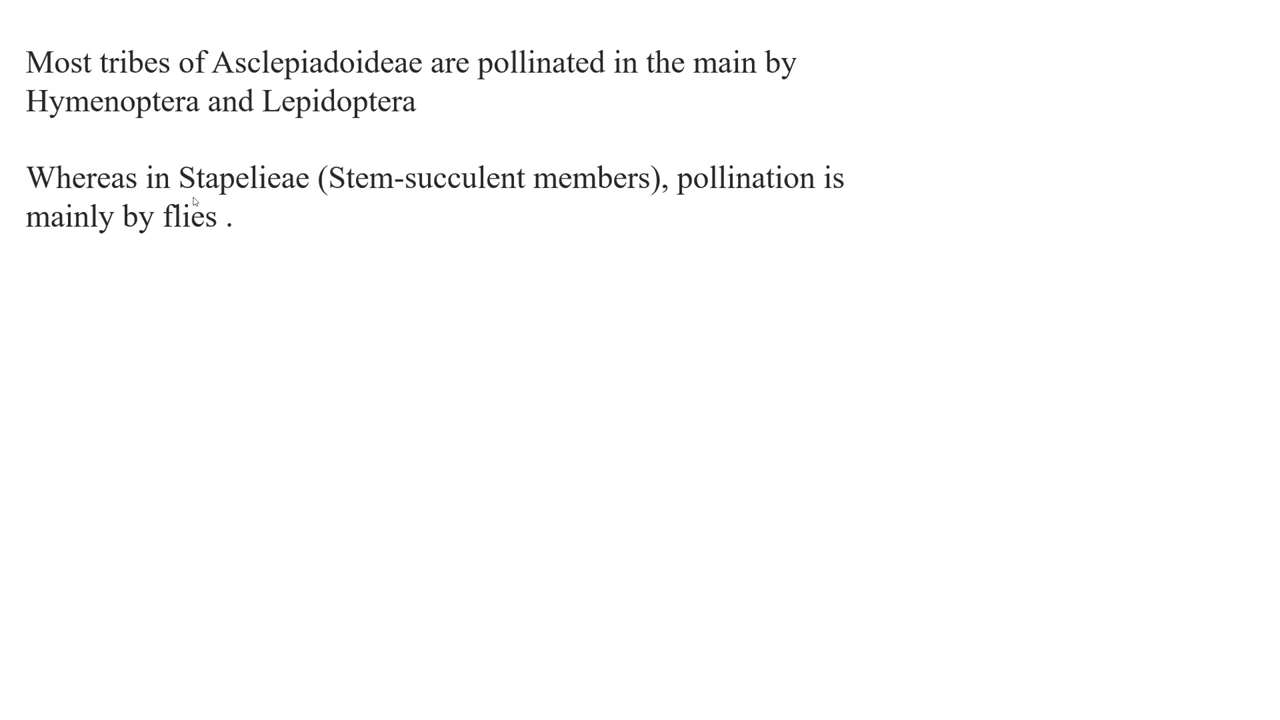 Most tribes of Asclepiadoideae are pollinated in the main by
Hymenoptera and Lepidoptera
Whereas in Stapelieae (Stem-succulent members), pollination is
mainly by flies .